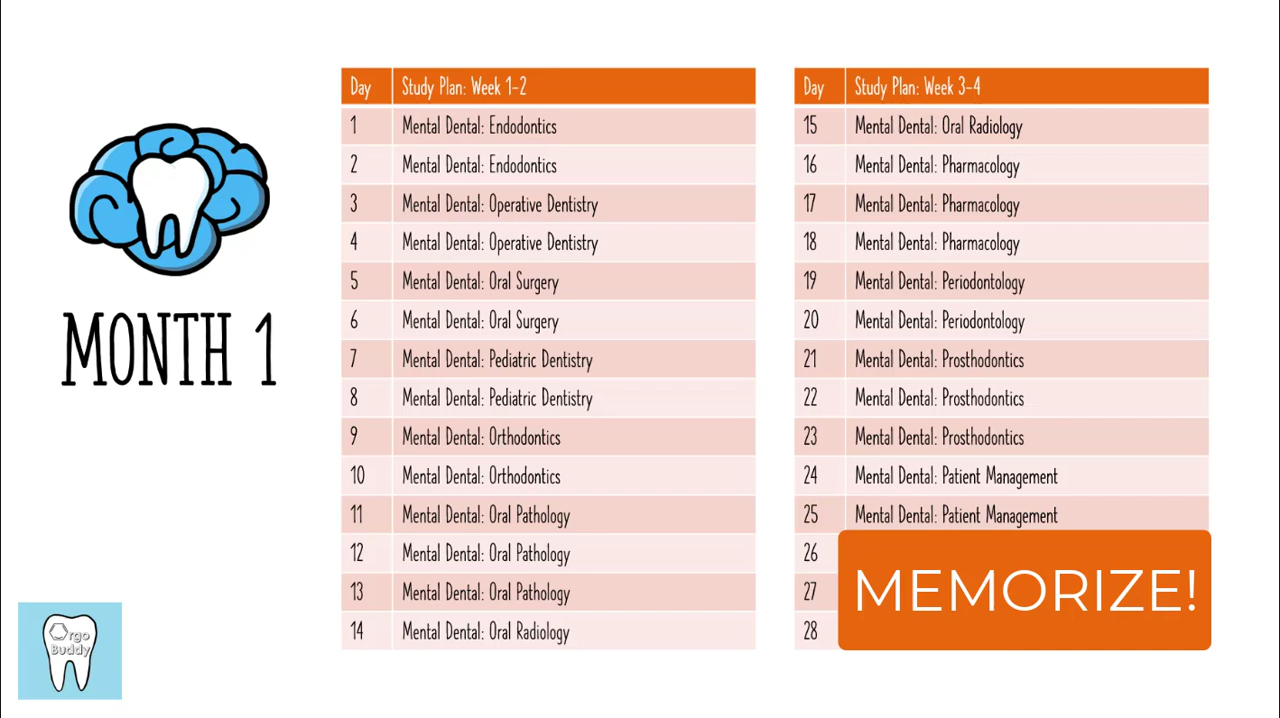 MONTH 1
Day Study Plan: Week 1-2
1 Mental Dental: Endodontics
2 Mental Dental: Endodontics
3 Mental Dental: Operative Dentistry
4 Mental Dental: Operative Dentistry
5 Mental Dental: Oral Surgery
6 Mental Dental: Oral Surgery
7 Mental Dental: Pediatric Dentistry
8 Mental Dental: Pediatric Dentistry
9 Mental Dental: Orthodontics
10 Mental Dental: Orthodontics
11 Mental Dental: Oral Pathology
12 Mental Dental: Oral Pathology
13 Mental Dental: Oral Pathology
14 Mental Dental: Oral Radiology
Day Study Plan: Week 3-4
15 Mental Dental: Oral Radiology
16 Mental Dental: Pharmacology
17 Mental Dental: Pharmacology
18 Mental Dental: Pharmacology
19 Mental Dental: Periodontology
20 Mental Dental: Periodontology
21 Mental Dental: Prosthodontics
22 Mental Dental: Prosthodontics
23 Mental Dental: Prosthodontics
24 Mental Dental: Patient Management
25 Mental Dental: Patient Management
26
27
28
MEMORIZE!
Orgo
Buddy